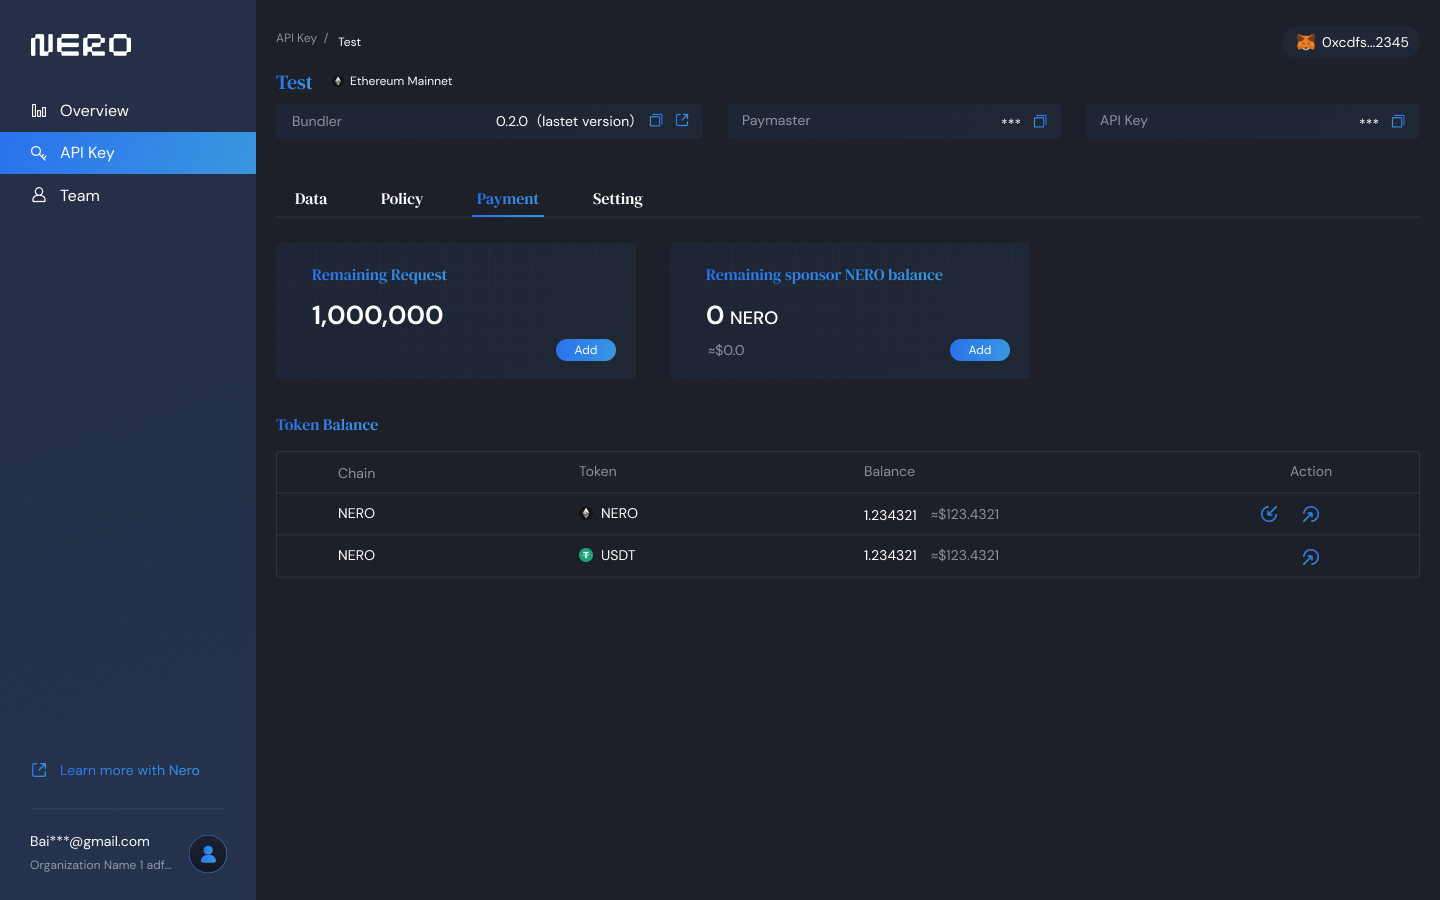 NERO
Overview
API Key
Team
Learn more with Nero
Bai***@gmail.com
Organization Name 1 adf...
API Key / Test
0xcdfs...2345
Test Ethereum Mainnet
Bundler 0.2.0 (lastet version)
Paymaster ***
API Key ***
Data Policy Payment Setting
Remaining Request
1,000,000
Add
Remaining sponsor NERO balance
0 NERO
≈$0.0
Add
Token Balance
Chain Token Balance Action
NERO NERO 1.234321 ≈$123.4321
NERO USDT 1.234321 ≈$123.4321